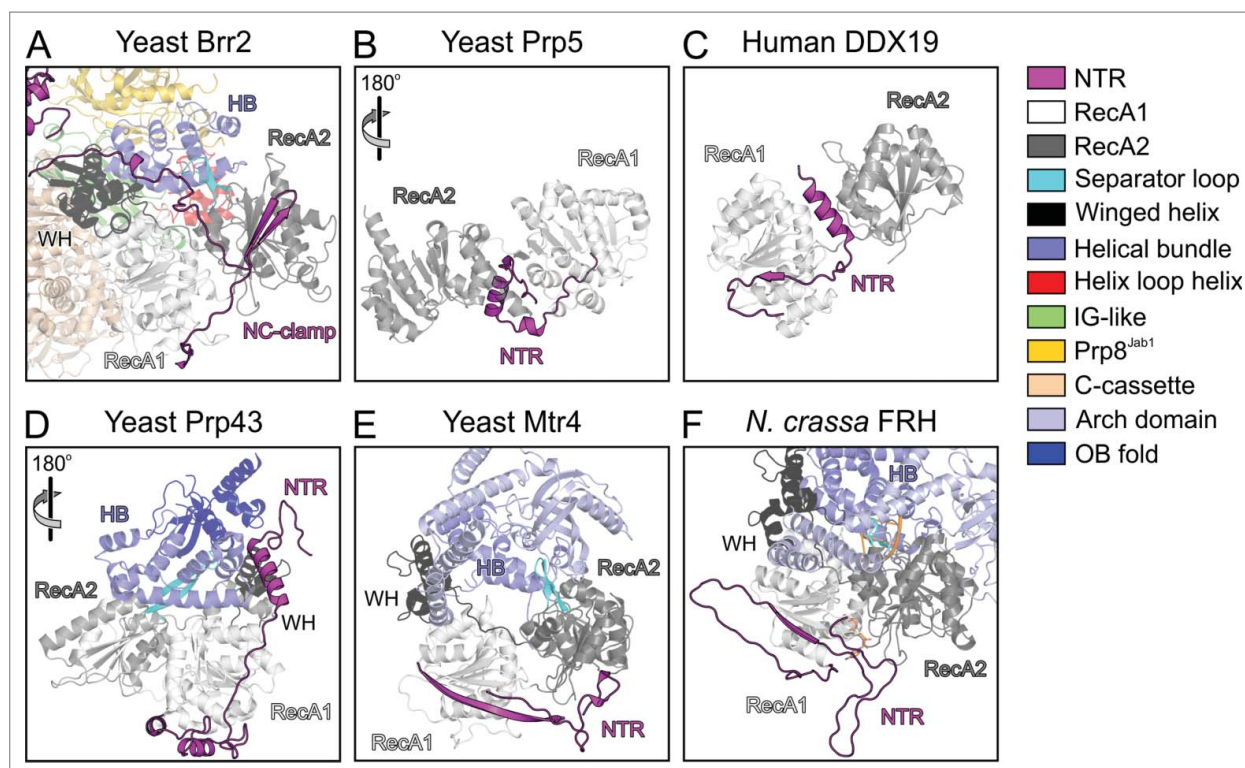 A Yeast Brr2
HB
RecA2
WH
RecA1
NC-clamp
B Yeast Prp5
180°
RecA1
RecA2
NTR
C Human DDX19
RecA2
RecA1
NTR
D Yeast Prp43
180°
NTR
HB
RecA2
WH
RecA1
E Yeast Mtr4
HB
RecA2
WH
RecA1
NTR
F N. crassa FRH
HB
WH
RecA2
RecA1
NTR
NTR
RecA1
RecA2
Separator loop
Winged helix
Helical bundle
Helix loop helix
IG-like
Prp8Jab1
C-cassette
Arch domain
OB fold